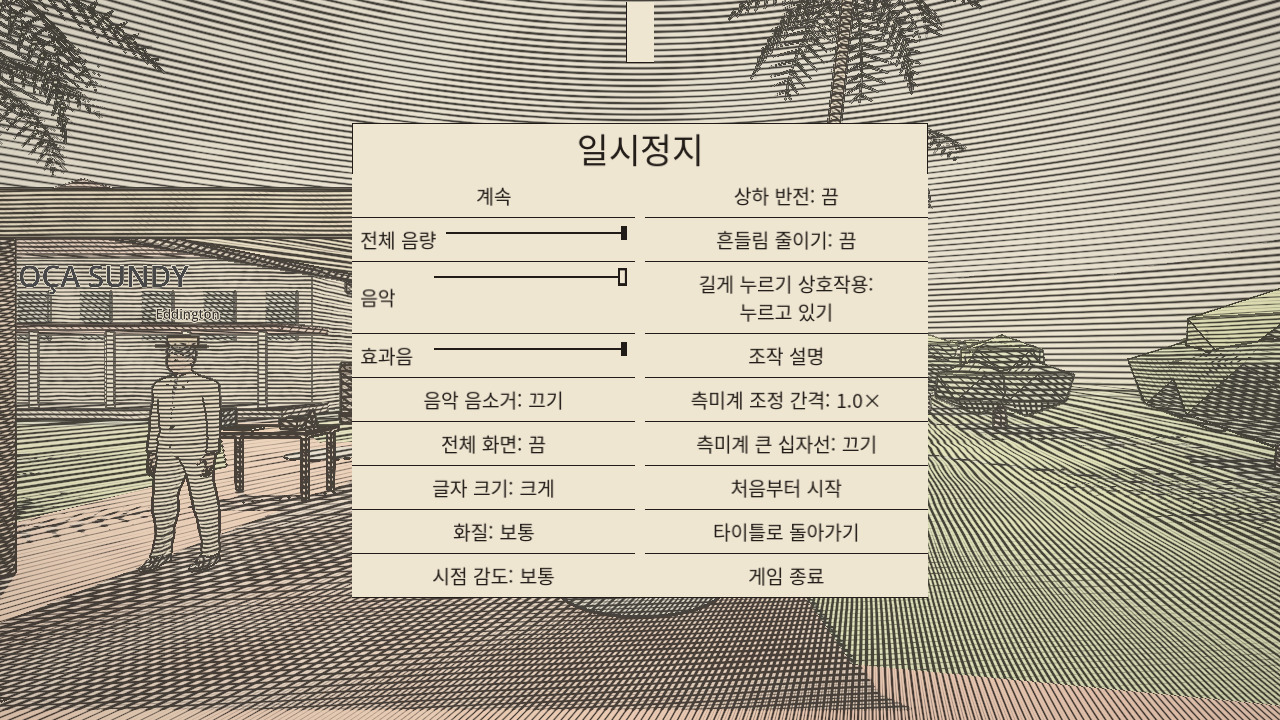 일시정지
계속
상하 반전: 끔
전체 음량
흔들림 줄이기: 끔
음악
길게 누르기 상호작용:
누르고 있기
효과음
조작 설명
음악 음소거: 끄기
측미계 조정 간격: 1.0×
전체 화면: 끔
측미계 큰 십자선: 끄기
글자 크기: 크게
처음부터 시작
화질: 보통
타이틀로 돌아가기
시점 감도: 보통
게임 종료
OÇA SUNDY
Eddington